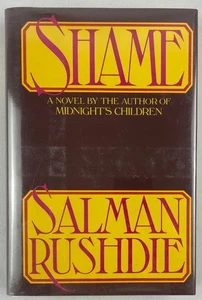 SHAME
A NOVEL BY THE AUTHOR OF
MIDNIGHT'S CHILDREN
SALMAN
RUSHDIE